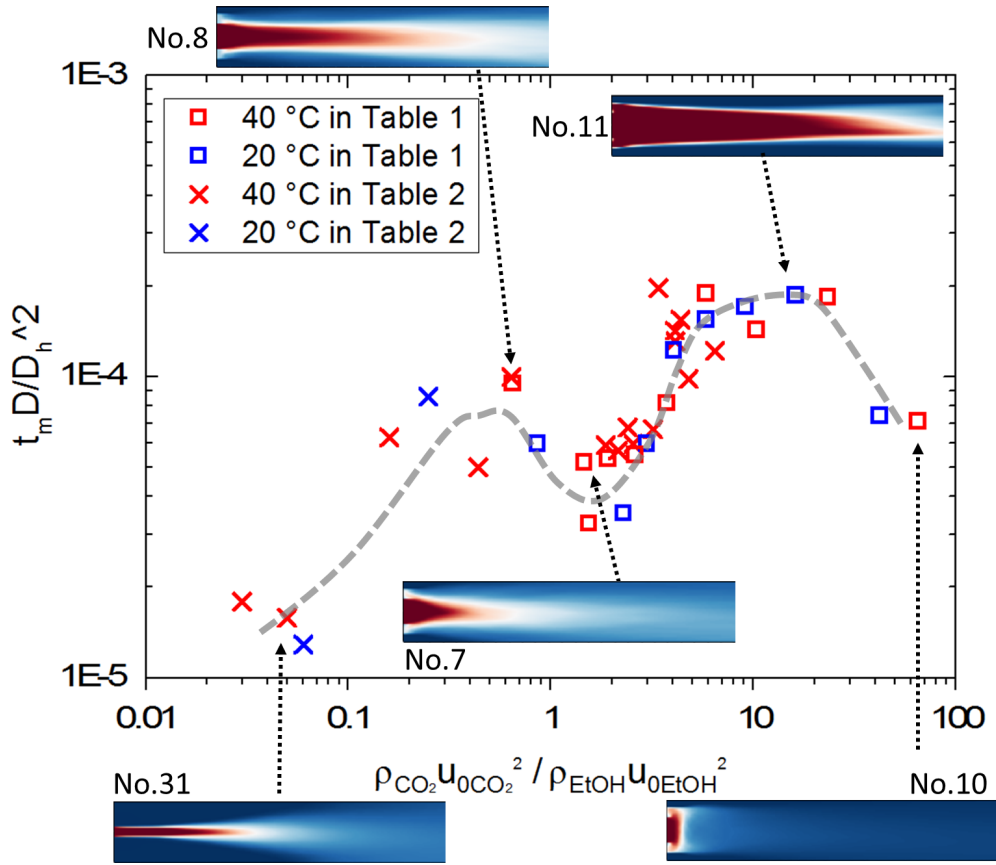 No.8
1E-3
40 °C in Table 1
20 °C in Table 1
40 °C in Table 2
20 °C in Table 2
No.11
tₘD/Dₕ^2
1E-4
No.7
1E-5
0.01 0.1 1 10 100
ρCO₂u₀CO₂² / ρEtOHu₀EtOH²
No.31
No.10